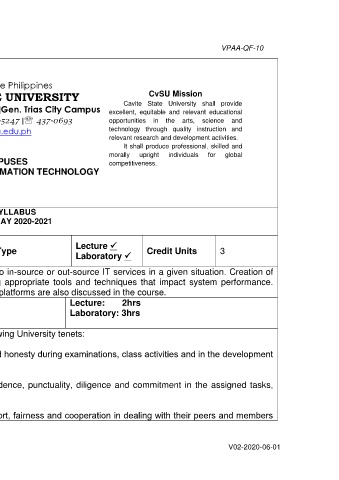 VPAA-QF-10
e Philippines
E UNIVERSITY
Gen. Trias City Campus
-5247 |☏ 437-0693
.edu.ph
PUSES
MATION TECHNOLOGY
CvSU Mission
Cavite State University shall provide
excellent, equitable and relevant educational
opportunities in the arts, science and
technology through quality instruction and
relevant research and development activities.
It shall produce professional, skilled and
morally upright individuals for global
competitiveness.
YLLABUS
AY 2020-2021
Type
Lecture ✓
Laboratory ✓
Credit Units
3
o in-source or out-source IT services in a given situation. Creation of
g appropriate tools and techniques that impact system performance.
platforms are also discussed in the course.
Lecture: 2hrs
Laboratory: 3hrs
wing University tenets:
d honesty during examinations, class activities and in the development
dence, punctuality, diligence and commitment in the assigned tasks,
ort, fairness and cooperation in dealing with their peers and members
V02-2020-06-01